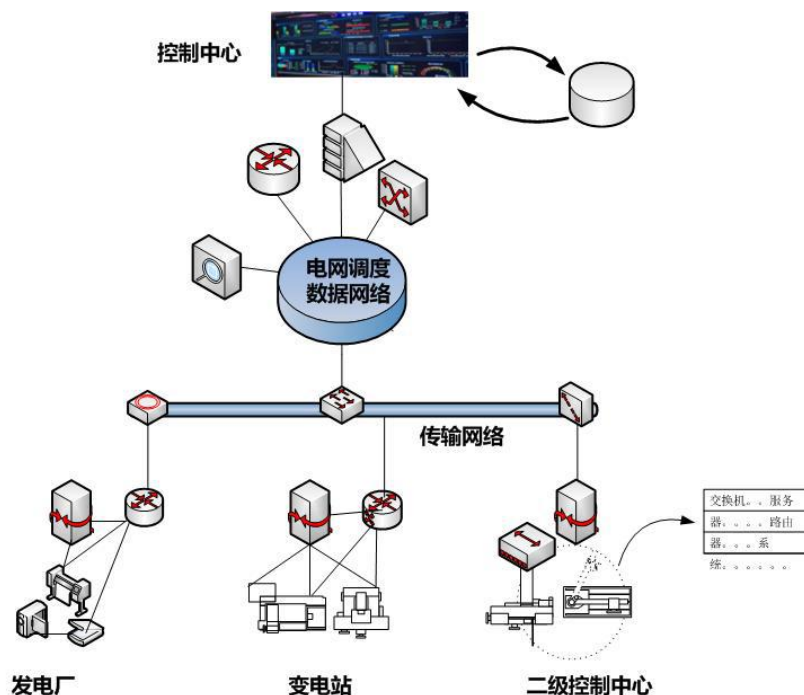 控制中心
电网调度
数据网络
传输网络
交换机。。服务
器。。。。路由
器。。。系
统。。。。。。
发电厂
变电站
二级控制中心